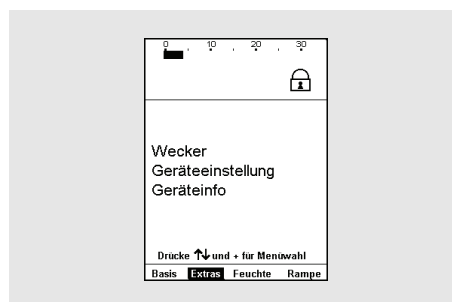 0 10 20 30
Wecker
Geräteeinstellung
Geräteinfo
Drücke ↑↓ und + für Menüwahl
Basis Extras Feuchte Rampe